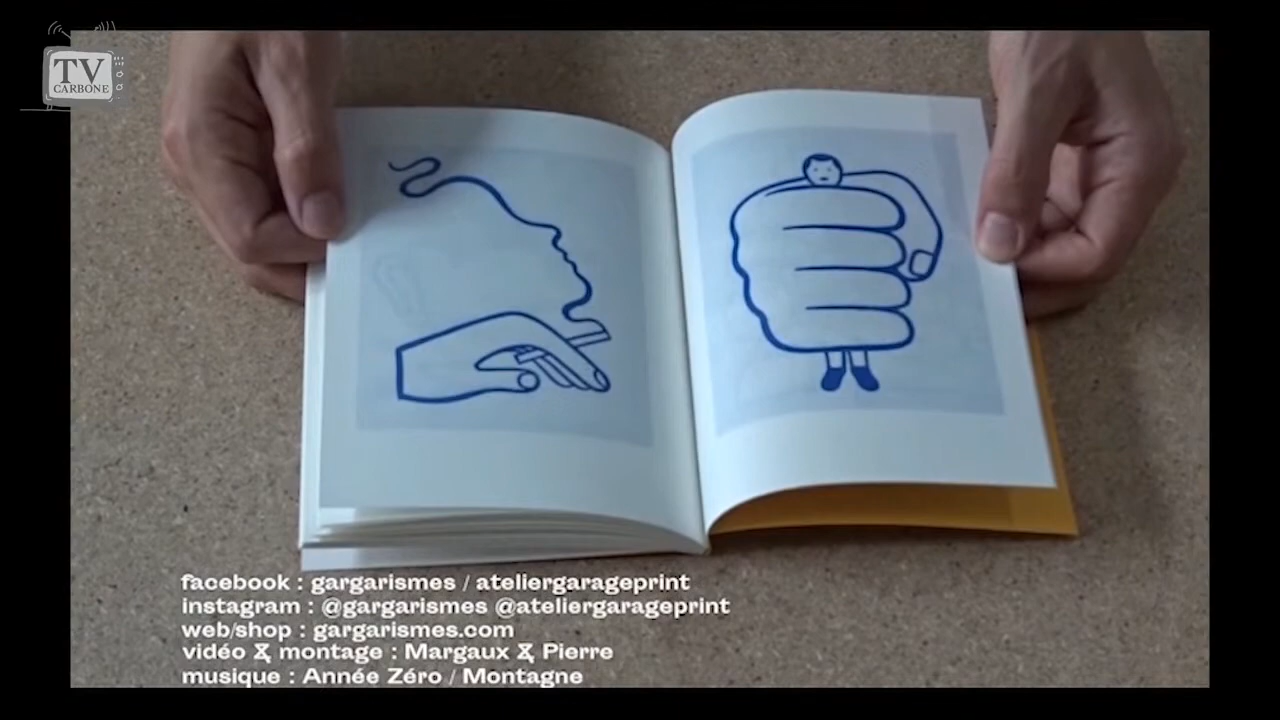 TV
CARBONE
facebook : gargarismes / ateliergarageprint
instagram : @gargarismes @ateliergarageprint
web/shop : gargarismes.com
vidéo & montage : Margaux & Pierre
musique : Année Zéro / Montagne